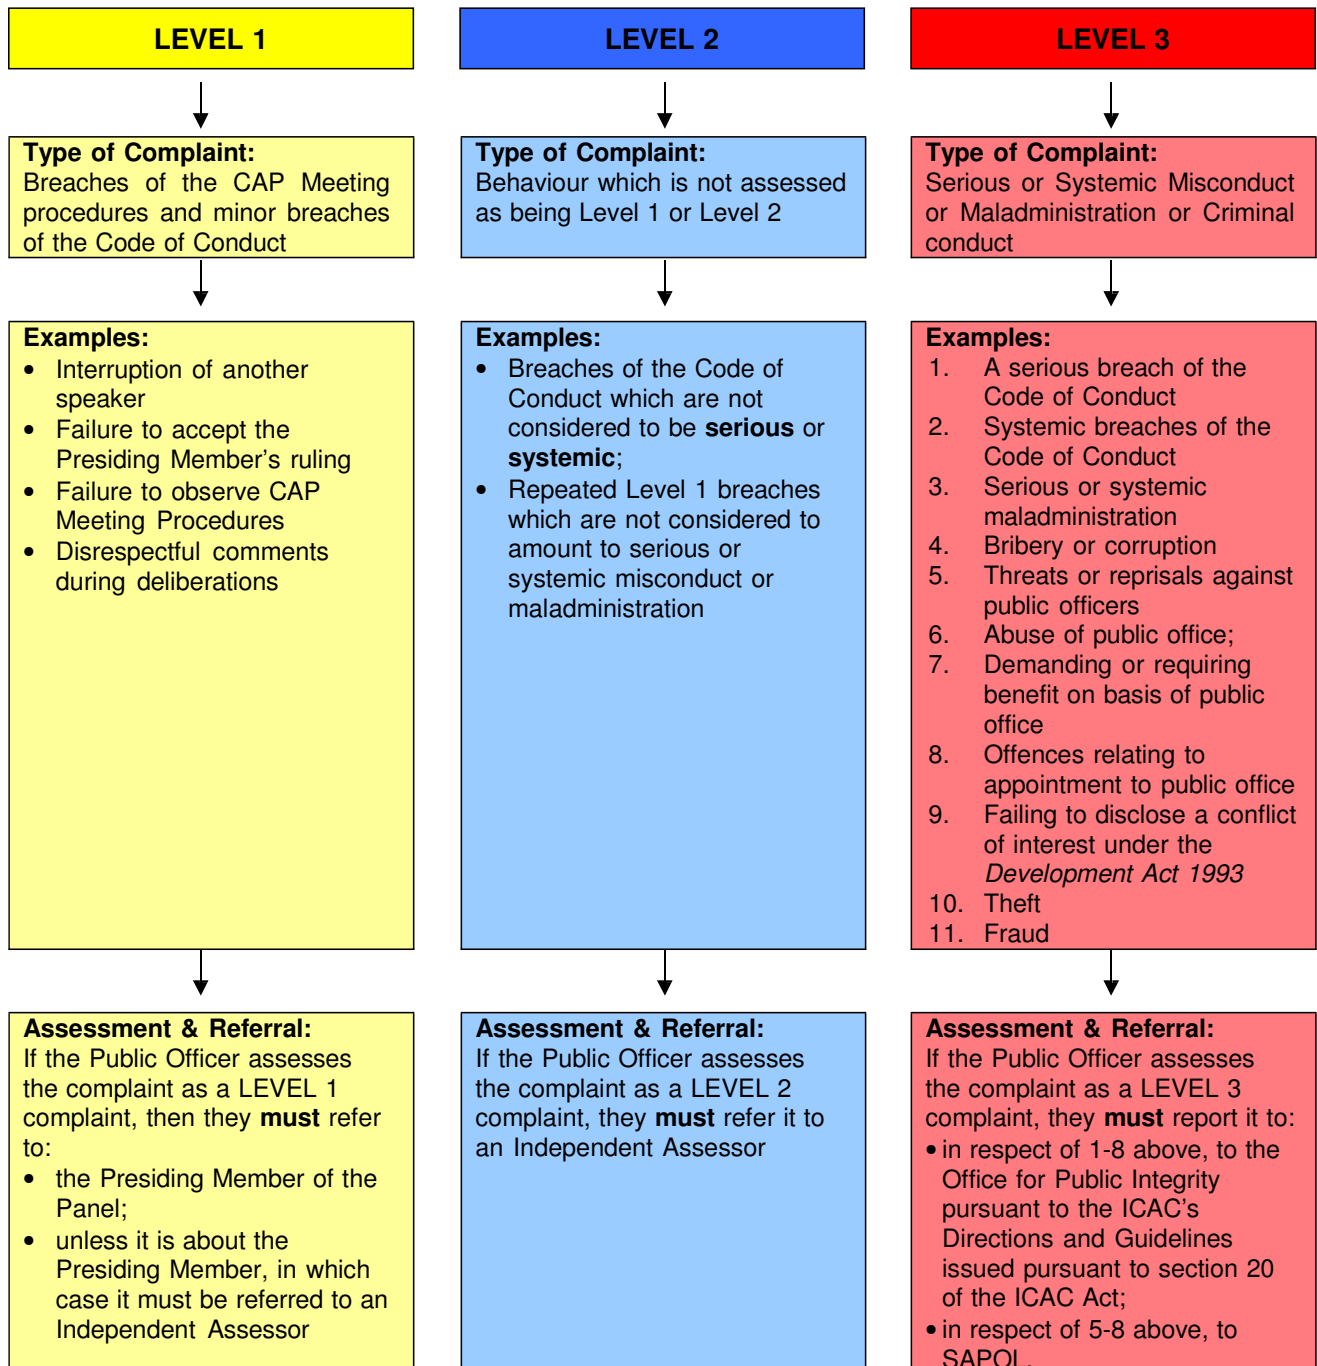 LEVEL 1
LEVEL 2
LEVEL 3
Type of Complaint:
Breaches of the CAP Meeting
procedures and minor breaches
of the Code of Conduct
Type of Complaint:
Behaviour which is not assessed
as being Level 1 or Level 2
Type of Complaint:
Serious or Systemic Misconduct
or Maladministration or Criminal
conduct
Examples:
• Interruption of another
speaker
• Failure to accept the
Presiding Member's ruling
• Failure to observe CAP
Meeting Procedures
• Disrespectful comments
during deliberations
Examples:
• Breaches of the Code of
Conduct which are not
considered to be serious or
systemic;
• Repeated Level 1 breaches
which are not considered to
amount to serious or
systemic misconduct or
maladministration
Examples:
1. A serious breach of the
Code of Conduct
2. Systemic breaches of the
Code of Conduct
3. Serious or systemic
maladministration
4. Bribery or corruption
5. Threats or reprisals against
public officers
6. Abuse of public office;
7. Demanding or requiring
benefit on basis of public
office
8. Offences relating to
appointment to public office
9. Failing to disclose a conflict
of interest under the
Development Act 1993
10. Theft
11. Fraud
Assessment & Referral:
If the Public Officer assesses
the complaint as a LEVEL 1
complaint, then they must refer
to:
• the Presiding Member of the
Panel;
• unless it is about the
Presiding Member, in which
case it must be referred to an
Independent Assessor
Assessment & Referral:
If the Public Officer assesses
the complaint as a LEVEL 2
complaint, they must refer it to
an Independent Assessor
Assessment & Referral:
If the Public Officer assesses
the complaint as a LEVEL 3
complaint, they must report it to:
• in respect of 1-8 above, to the
Office for Public Integrity
pursuant to the ICAC's
Directions and Guidelines
issued pursuant to section 20
of the ICAC Act;
• in respect of 5-8 above, to
SAPOL.